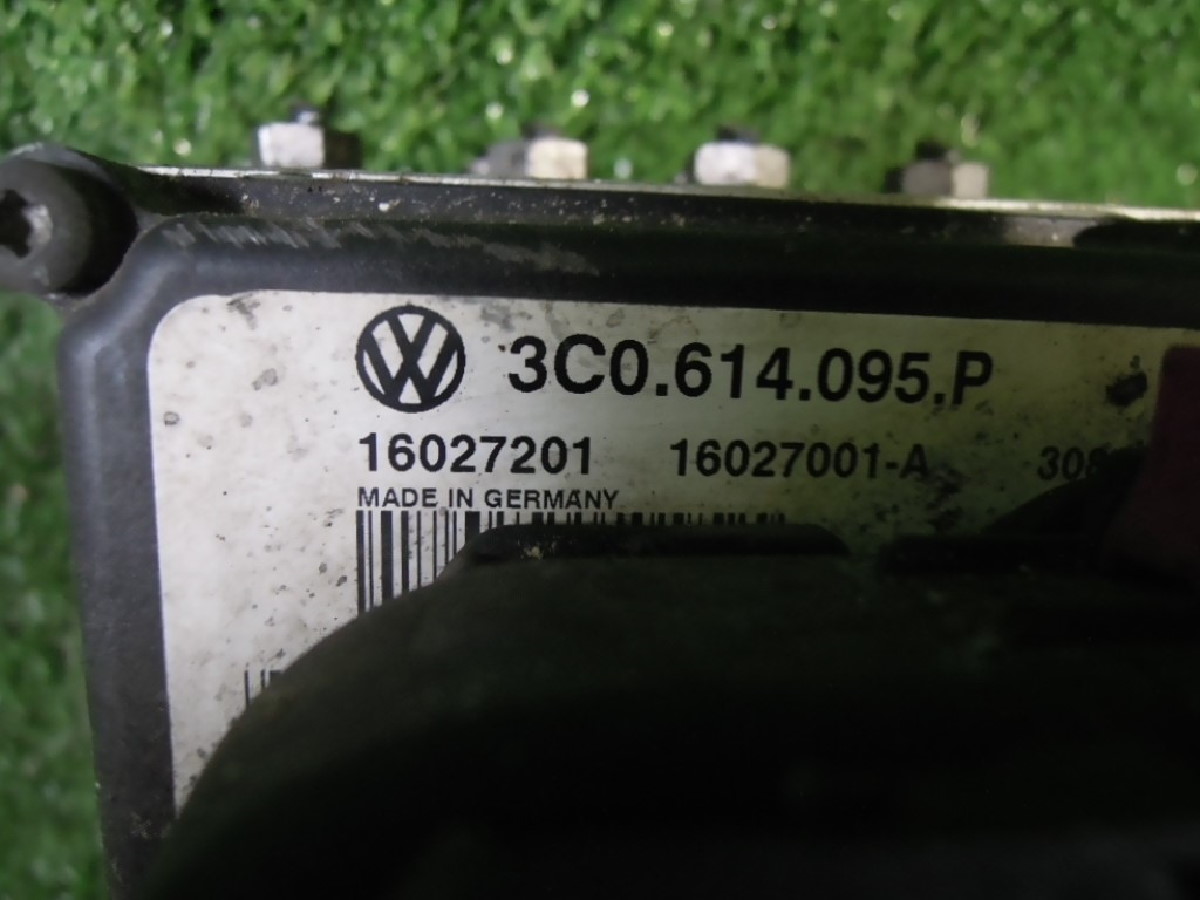 3C0.614.095.P
16027201 16027001-A
MADE IN GERMANY